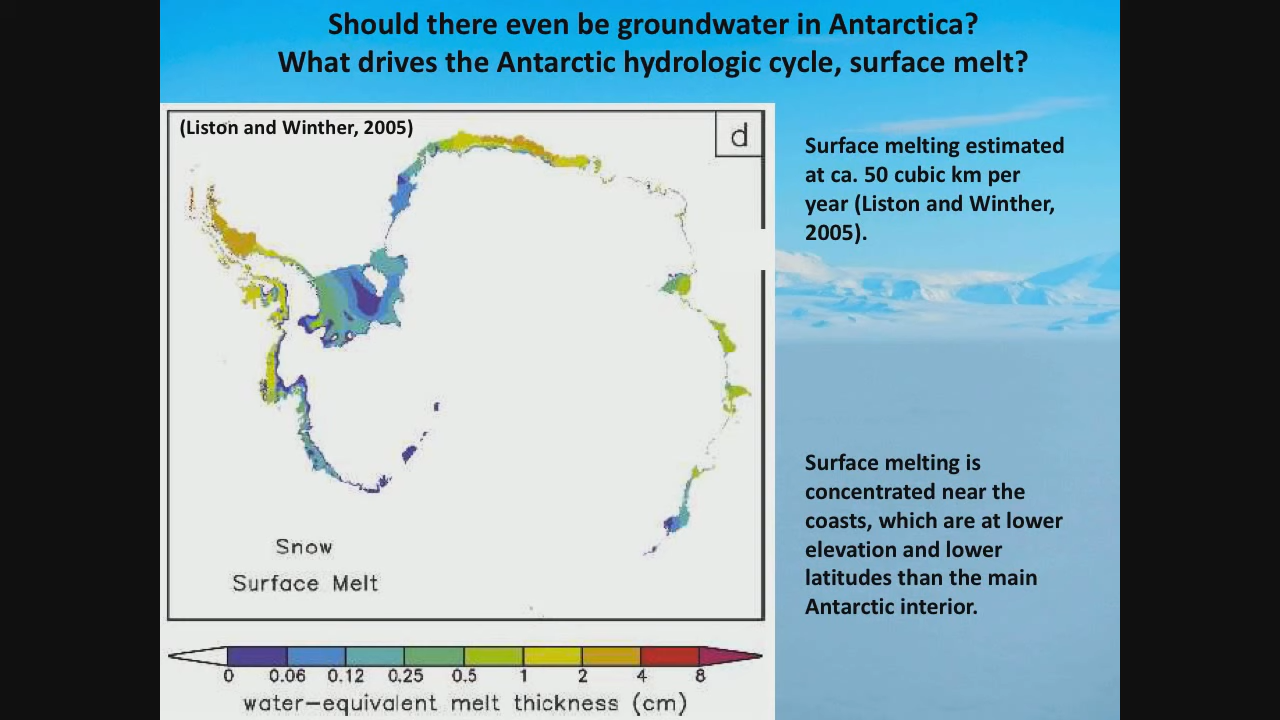 Should there even be groundwater in Antarctica?
What drives the Antarctic hydrologic cycle, surface melt?
(Liston and Winther, 2005)
d
Surface melting estimated
at ca. 50 cubic km per
year (Liston and Winther,
2005).
Surface melting is
concentrated near the
coasts, which are at lower
elevation and lower
latitudes than the main
Antarctic interior.
Snow
Surface Melt
0 0.06 0.12 0.25 0.5 1 2 4 8
water-equivalent melt thickness (cm)